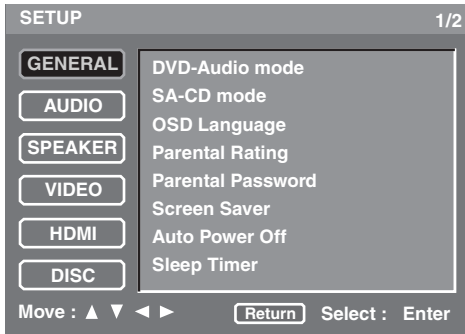 SETUP 1/2
GENERAL
AUDIO
SPEAKER
VIDEO
HDMI
DISC
DVD-Audio mode
SA-CD mode
OSD Language
Parental Rating
Parental Password
Screen Saver
Auto Power Off
Sleep Timer
Move : ▲ ▼ ◄ ► Return Select : Enter